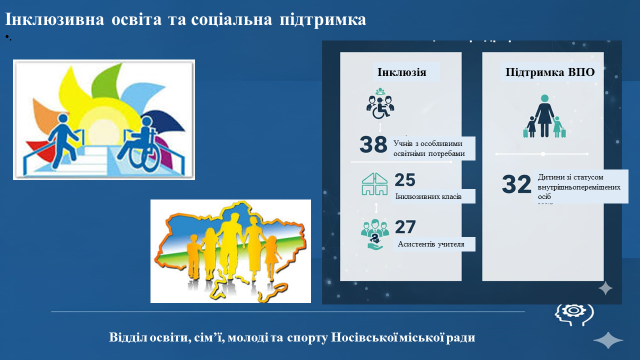 Інклюзивна освіта та соціальна підтримка
Інклюзія
38
Учнів з особливими
освітніми потребами
25
Інклюзивних класів
27
Асистентів учителя
Підтримка ВПО
32
Дитини зі статусом
внутрішньопереміщених
осіб
Відділ освіти, сім’ї, молоді та спорту Носівської міської ради